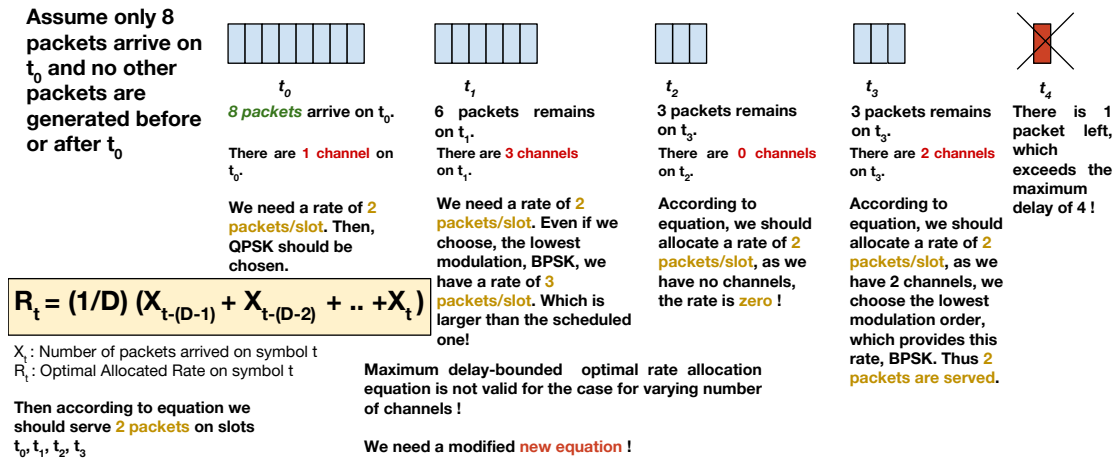 Assume only 8
packets arrive on
t0 and no other
packets are
generated before
or after t0
t0
8 packets arrive on t0.
There are 1 channel on
t0.
We need a rate of 2
packets/slot. Then,
QPSK should be
chosen.
t1
6 packets remains
on t1.
There are 3 channels
on t1.
We need a rate of 2
packets/slot. Even if we
choose, the lowest
modulation, BPSK, we
have a rate of 3
packets/slot. Which is
larger than the scheduled
one!
t2
3 packets remains
on t3.
There are 0 channels
on t2.
According to
equation, we should
allocate a rate of 2
packets/slot, as we
have no channels,
the rate is zero !
t3
3 packets remains
on t3.
There are 2 channels
on t3.
According to
equation, we should
allocate a rate of 2
packets/slot, as we
have 2 channels, we
choose the lowest
modulation order,
which provides this
rate, BPSK. Thus 2
packets are served.
t4
There is 1
packet left,
which
exceeds the
maximum
delay of 4 !
Rt = (1/D) (Xt-(D-1) + Xt-(D-2) + .. +Xt )
Xt : Number of packets arrived on symbol t
Rt : Optimal Allocated Rate on symbol t
Then according to equation we
should serve 2 packets on slots
t0, t1, t2, t3
Maximum delay-bounded optimal rate allocation
equation is not valid for the case for varying number
of channels !
We need a modified new equation !